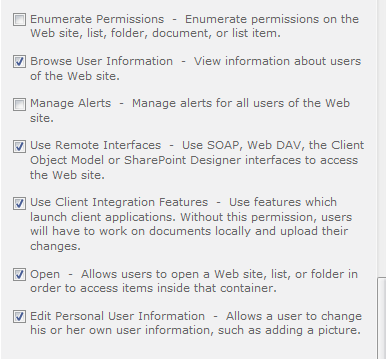 Enumerate Permissions  -  Enumerate permissions on the
Web site, list, folder, document, or list item.
Browse User Information  -  View information about users
of the Web site.
Manage Alerts  -  Manage alerts for all users of the Web
site.
Use Remote Interfaces  -  Use SOAP, Web DAV, the Client
Object Model or SharePoint Designer interfaces to access
the Web site.
Use Client Integration Features  -  Use features which
launch client applications. Without this permission, users
will have to work on documents locally and upload their
changes.
Open  -  Allows users to open a Web site, list, or folder in
order to access items inside that container.
Edit Personal User Information  -  Allows a user to change
his or her own user information, such as adding a picture.